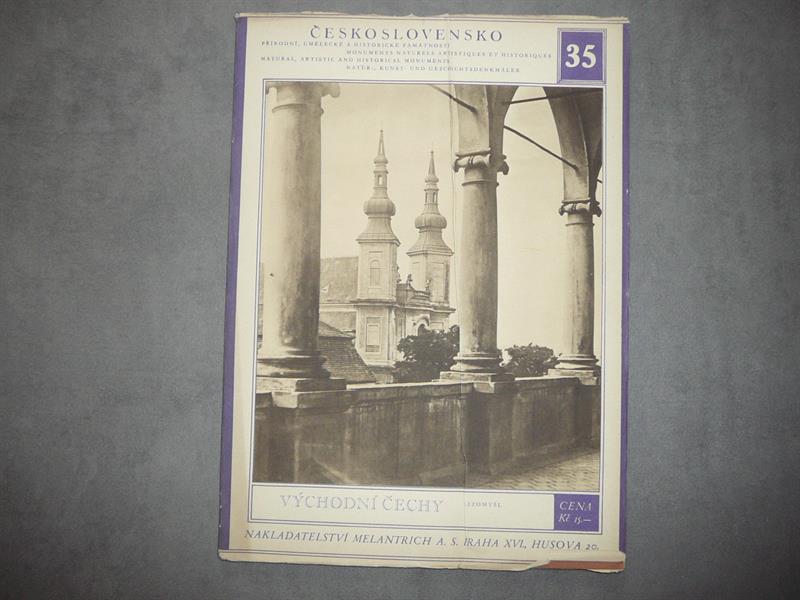 ČESKOSLOVENSKO
PŘÍRODNÍ, UMĚLECKÉ A HISTORICKÉ PAMÁTNOSTI
MONUMENTS NATURELS ARTISTIQUES ET HISTORIQUES
NATURAL, ARTISTIC AND HISTORICAL MONUMENTS
NATUR-, KUNST- UND GESCHICHTSDENKMÄLER
35
VÝCHODNÍ ČECHY
LITOMYŠL
CENA
Kč 15.—
NAKLADATELSTVÍ MELANTRICH A. S. PRAHA XVI., HUSOVA 20.